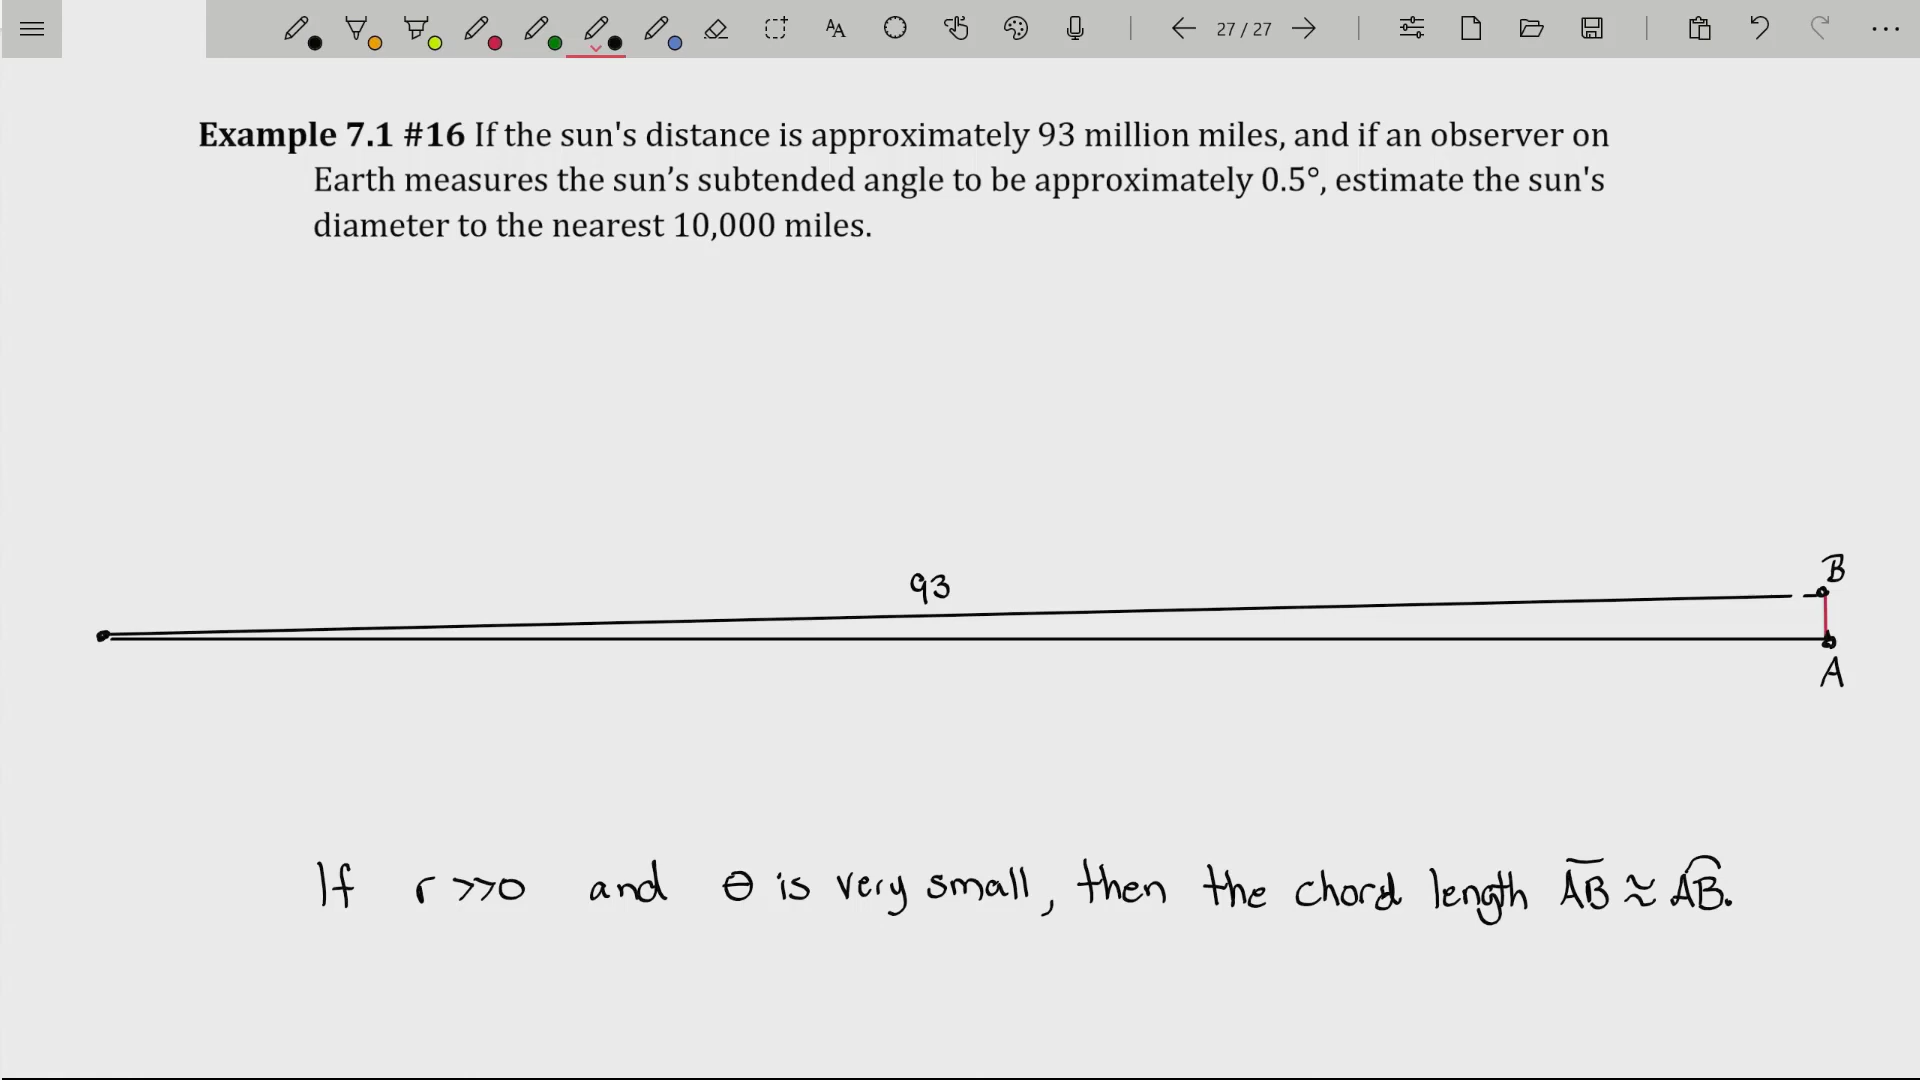 27 / 27
Example 7.1 #16 If the sun's distance is approximately 93 million miles, and if an observer on
Earth measures the sun’s subtended angle to be approximately 0.5°, estimate the sun's
diameter to the nearest 10,000 miles.
93
B
A
If r >>0 and θ is very small, then the chord length A̅B̅ ≈ A͡B.